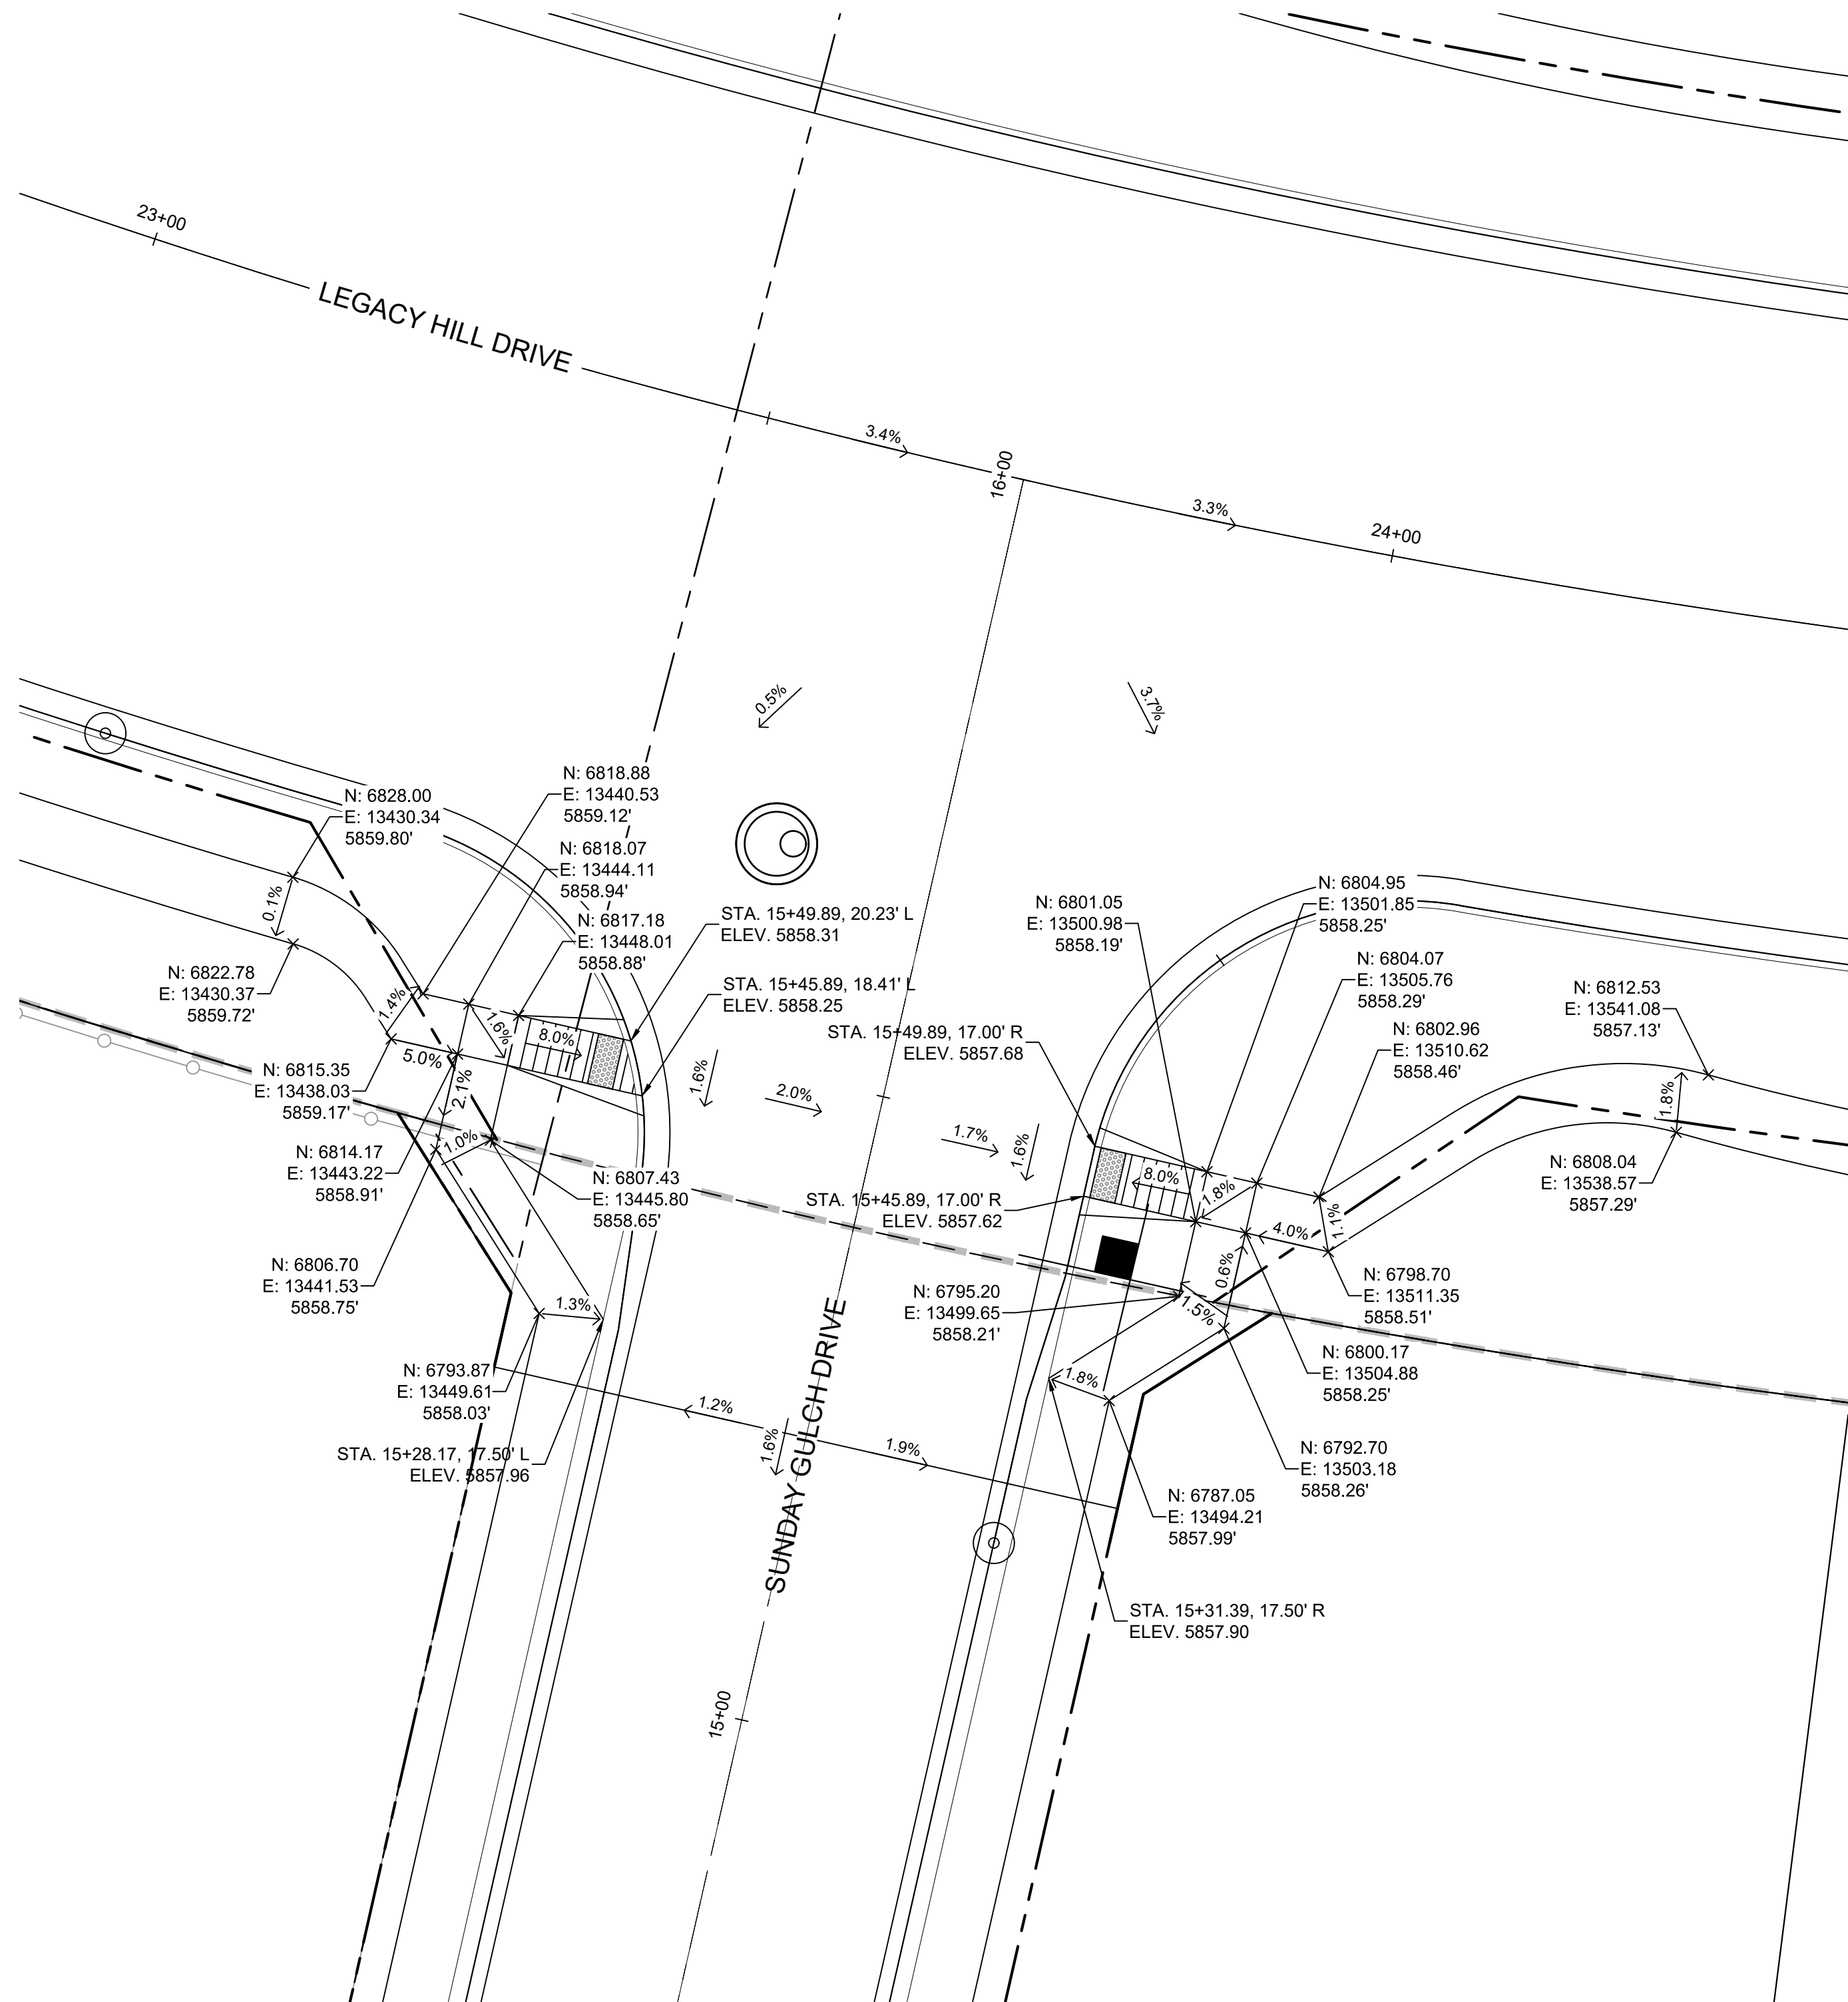 23+00
LEGACY HILL DRIVE
3.4%
16+00
3.3%
24+00
0.5%
3.7%
N: 6818.88
E: 13440.53
5859.12'
N: 6828.00
E: 13430.34
5859.80'
N: 6818.07
E: 13444.11
5858.94'
0.1%
N: 6817.18
E: 13448.01
5858.88'
STA. 15+49.89, 20.23' L
ELEV. 5858.31
N: 6801.05
E: 13500.98
5858.19'
N: 6804.95
E: 13501.85
5858.25'
N: 6822.78
E: 13430.37
5859.72'
STA. 15+45.89, 18.41' L
ELEV. 5858.25
N: 6804.07
E: 13505.76
5858.29'
N: 6812.53
E: 13541.08
5857.13'
1.4%
1.6%
8.0%
5.0%
STA. 15+49.89, 17.00' R
ELEV. 5857.68
N: 6802.96
E: 13510.62
5858.46'
N: 6815.35
E: 13438.03
5859.17'
2.1%
1.6%
2.0%
1.8%
1.0%
1.7%
1.6%
N: 6814.17
E: 13443.22
5858.91'
N: 6807.43
E: 13445.80
5858.65'
STA. 15+45.89, 17.00' R
ELEV. 5857.62
8.0%
1.8%
7.1%
4.0%
N: 6808.04
E: 13538.57
5857.29'
N: 6806.70
E: 13441.53
5858.75'
1.3%
N: 6795.20
E: 13499.65
5858.21'
0.6%
1.5%
N: 6798.70
E: 13511.35
5858.51'
N: 6793.87
E: 13449.61
5858.03'
1.8%
N: 6800.17
E: 13504.88
5858.25'
1.2%
1.6%
1.9%
STA. 15+28.17, 17.50' L
ELEV. 5857.96
SUNDAY GULCH DRIVE
N: 6792.70
E: 13503.18
5858.26'
N: 6787.05
E: 13494.21
5857.99'
STA. 15+31.39, 17.50' R
ELEV. 5857.90
15+00